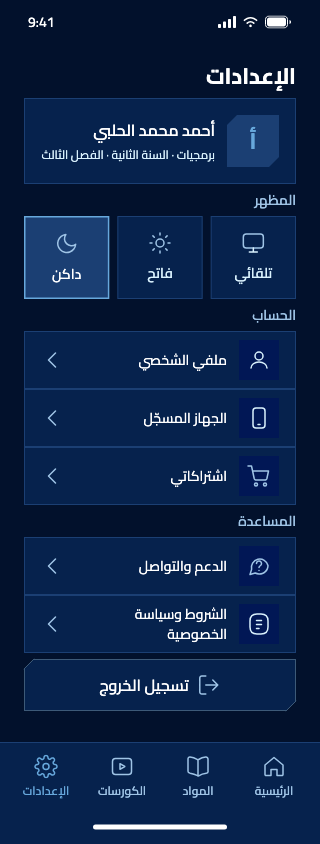 9:41
الإعدادات
أ
أحمد محمد الحلبي
برمجيات · السنة الثانية · الفصل الثالث
المظهر
تلقائي
فاتح
داكن
الحساب
ملفي الشخصي
الجهاز المسجّل
اشتراكاتي
المساعدة
الدعم والتواصل
الشروط وسياسة
الخصوصية
تسجيل الخروج
الرئيسية
المواد
الكورسات
الإعدادات